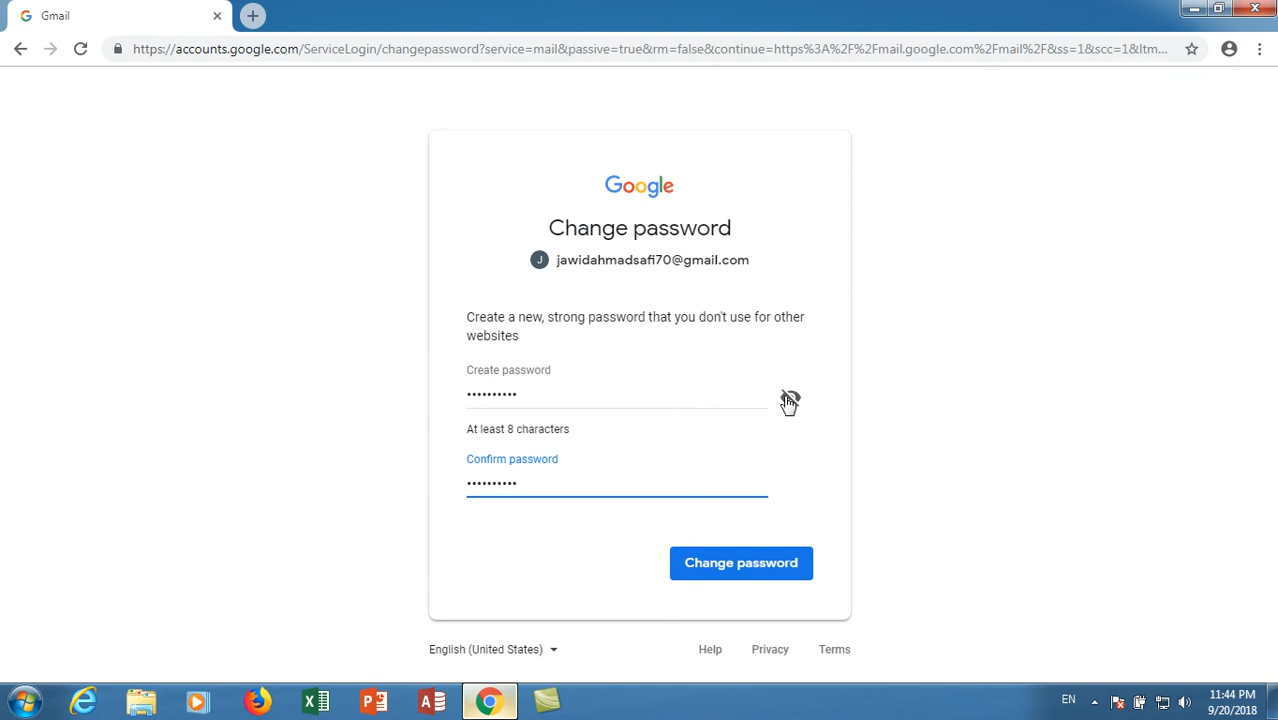 Gmail
https://accounts.google.com/ServiceLogin/changepassword?service=mail&passive=true&rm=false&continue=https%3A%2F%2Fmail.google.com%2Fmail%2F&ss=1&scc=1&ltm...
Google
Change password
J jawidahmadsafi70@gmail.com
Create a new, strong password that you don't use for other
websites
Create password
••••••••••
At least 8 characters
Confirm password
••••••••••
Change password
English (United States) Help Privacy Terms
EN
11:44 PM
9/20/2018